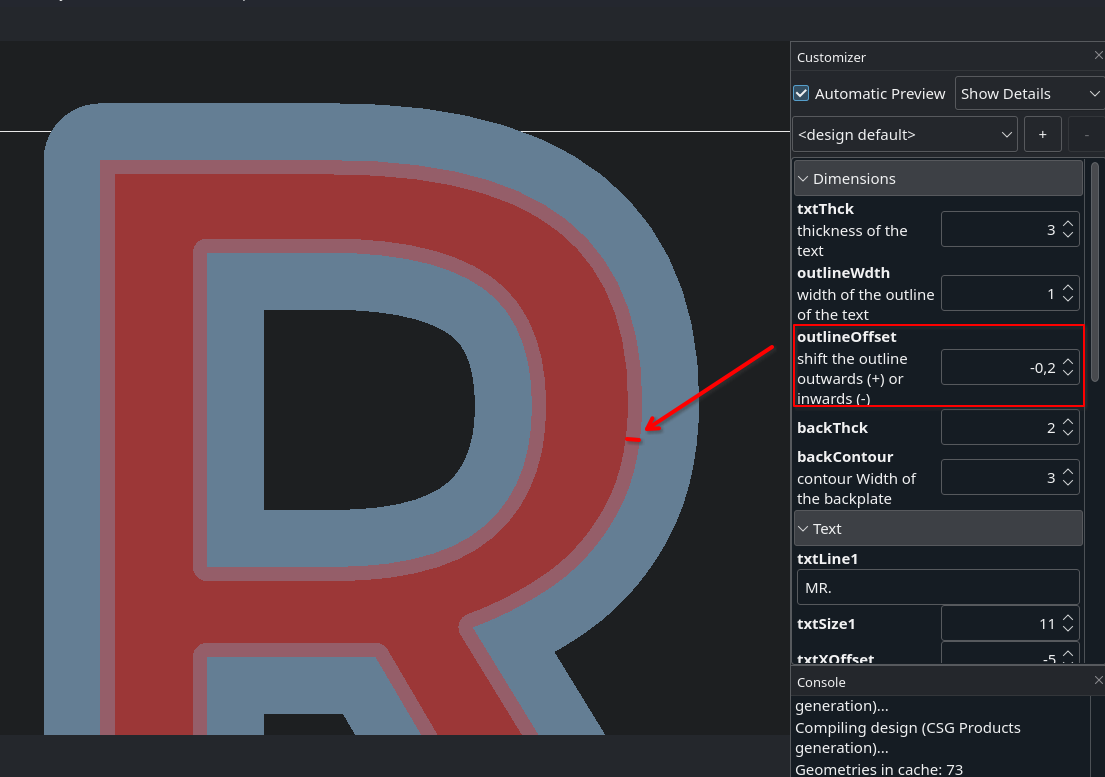 Customizer
Automatic Preview
Show Details
<design default>
+
-
Dimensions
txtThck
thickness of the
text
3
outlineWdth
width of the outline
of the text
1
outlineOffset
shift the outline
outwards (+) or
inwards (-)
-0,2
backThck
2
backContour
contour Width of
the backplate
3
Text
txtLine1
MR.
txtSize1
11
txtXOffset
-5
Console
generation)...
Compiling design (CSG Products
generation)...
Geometries in cache: 73
R